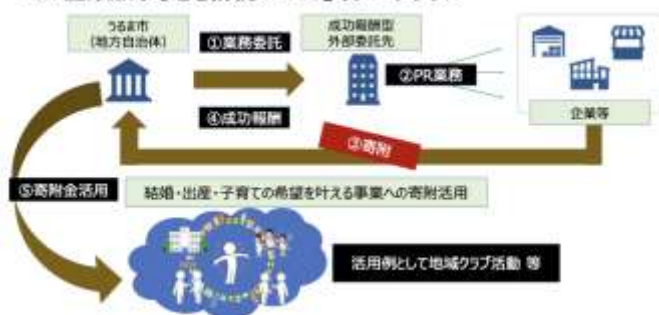 うるま市
(地方自治体)
①業務委託
成功報酬型
外部委託先
②PR業務
企業等
④成功報酬
③寄附
⑤寄附金活用
結婚・出産・子育ての希望を叶える事業への寄附活用
活用例として地域クラブ活動 等